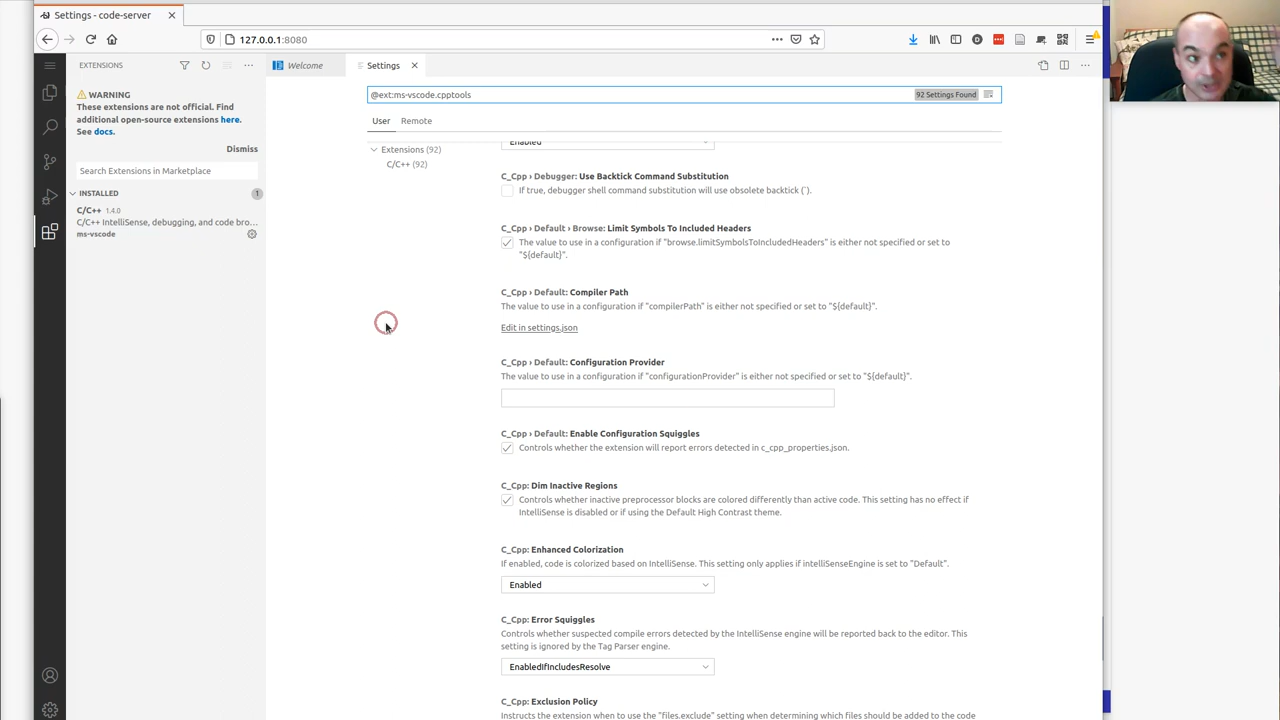 Settings - code-server
127.0.0.1:8080
EXTENSIONS
WARNING
These extensions are not official. Find
additional open-source extensions here.
See docs.
Dismiss
Search Extensions in Marketplace
INSTALLED
1
C/C++ 1.4.0
C/C++ IntelliSense, debugging, and code bro...
ms-vscode
Welcome
Settings
@ext:ms-vscode.cpptools
92 Settings Found
User
Remote
Extensions (92)
C/C++ (92)
Enabled
C_Cpp › Debugger: Use Backtick Command Substitution
If true, debugger shell command substitution will use obsolete backtick (`).
C_Cpp › Default › Browse: Limit Symbols To Included Headers
The value to use in a configuration if "browse.limitSymbolsToIncludedHeaders" is either not specified or set to
"${default}".
C_Cpp › Default: Compiler Path
The value to use in a configuration if "compilerPath" is either not specified or set to "${default}".
Edit in settings.json
C_Cpp › Default: Configuration Provider
The value to use in a configuration if "configurationProvider" is either not specified or set to "${default}".
C_Cpp › Default: Enable Configuration Squiggles
Controls whether the extension will report errors detected in c_cpp_properties.json.
C_Cpp: Dim Inactive Regions
Controls whether inactive preprocessor blocks are colored differently than active code. This setting has no effect if
IntelliSense is disabled or if using the Default High Contrast theme.
C_Cpp: Enhanced Colorization
If enabled, code is colorized based on IntelliSense. This setting only applies if intelliSenseEngine is set to "Default".
Enabled
C_Cpp: Error Squiggles
Controls whether suspected compile errors detected by the IntelliSense engine will be reported back to the editor. This
setting is ignored by the Tag Parser engine.
EnabledIfIncludesResolve
C_Cpp: Exclusion Policy
Instructs the extension when to use the "files.exclude" setting when determining which files should be added to the code